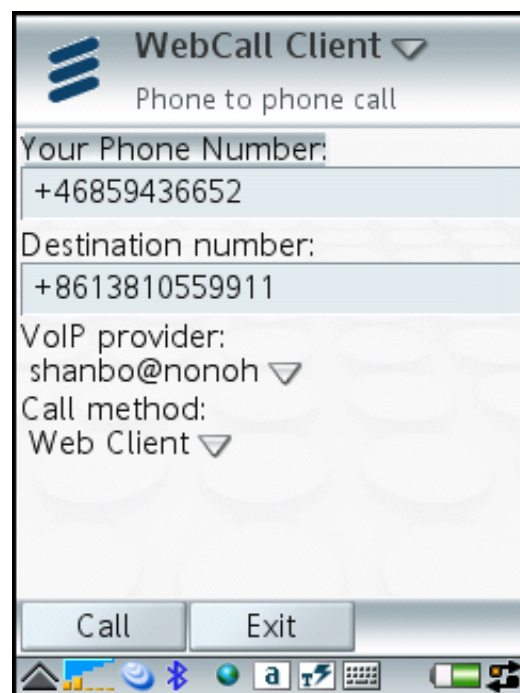 WebCall Client
Phone to phone call
Your Phone Number:
+46859436652
Destination number:
+8613810559911
VoIP provider:
shanbo@nonoh
Call method:
Web Client
Call Exit
a T